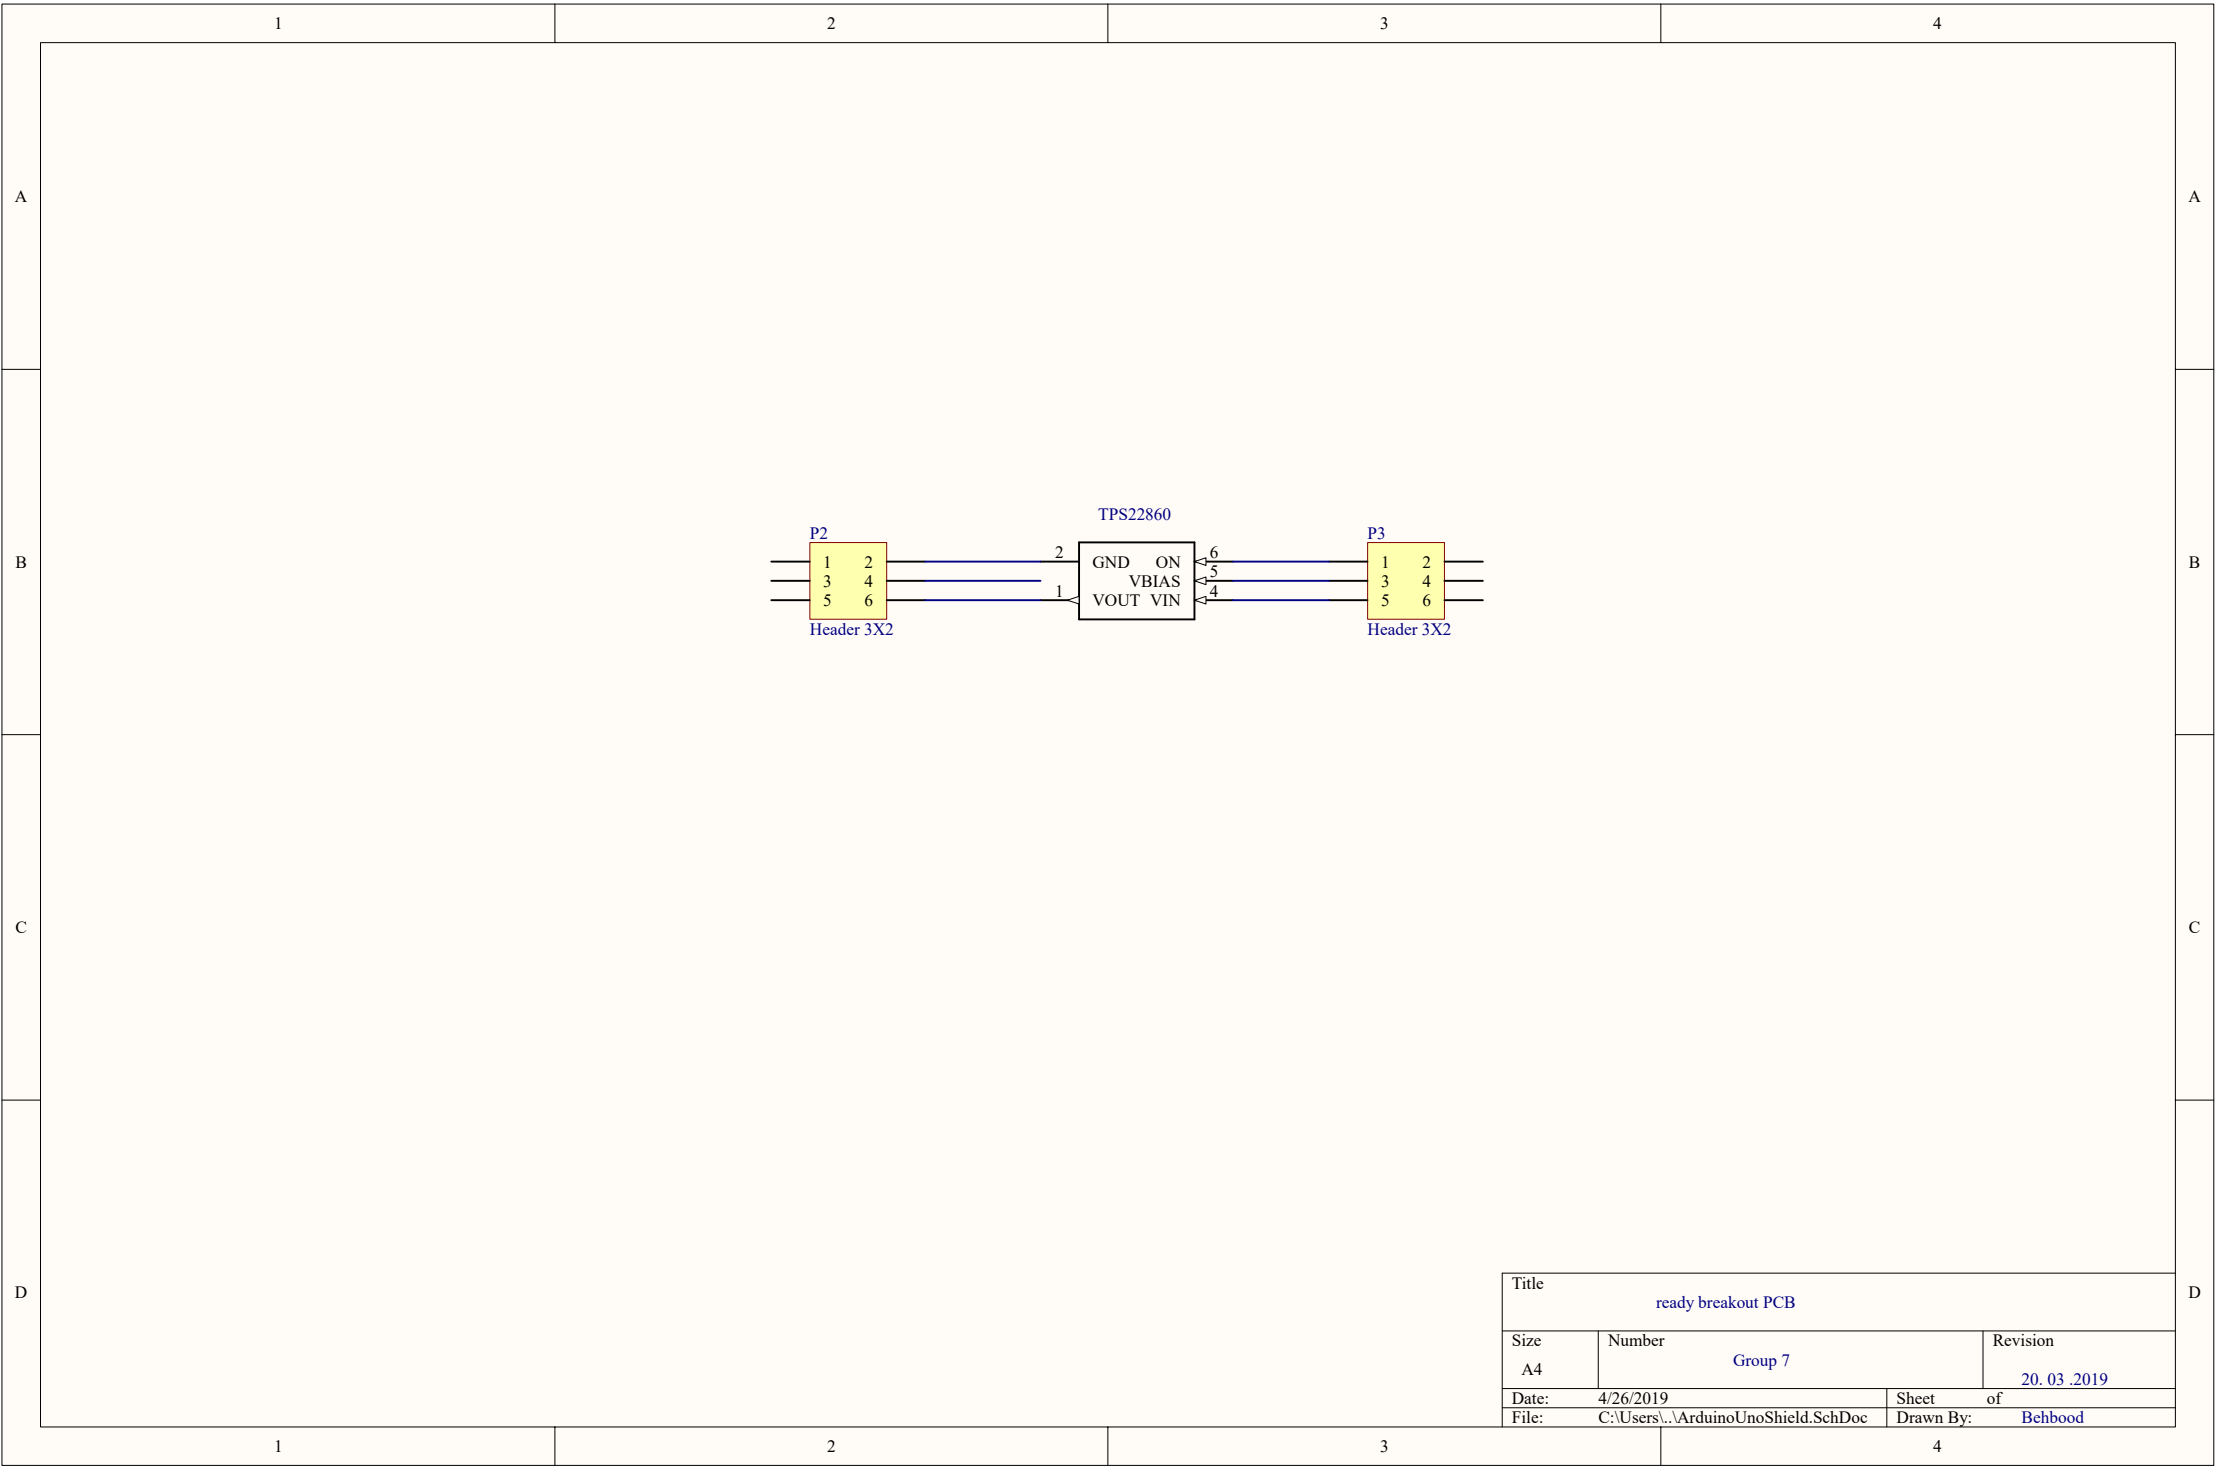 1 2 3 4
A A
TPS22860
P2 P3
B 1 2 2 GND ON 6 1 2 B
3 4 VBIAS 5 3 4
5 6 1 VOUT VIN 4 5 6
Header 3X2 Header 3X2
C C
D D
Title
ready breakout PCB
Size Number Revision
A4 Group 7 20. 03 .2019
Date: 4/26/2019 Sheet of
File: C:\Users\..\ArduinoUnoShield.SchDoc Drawn By: Behbood
1 2 3 4